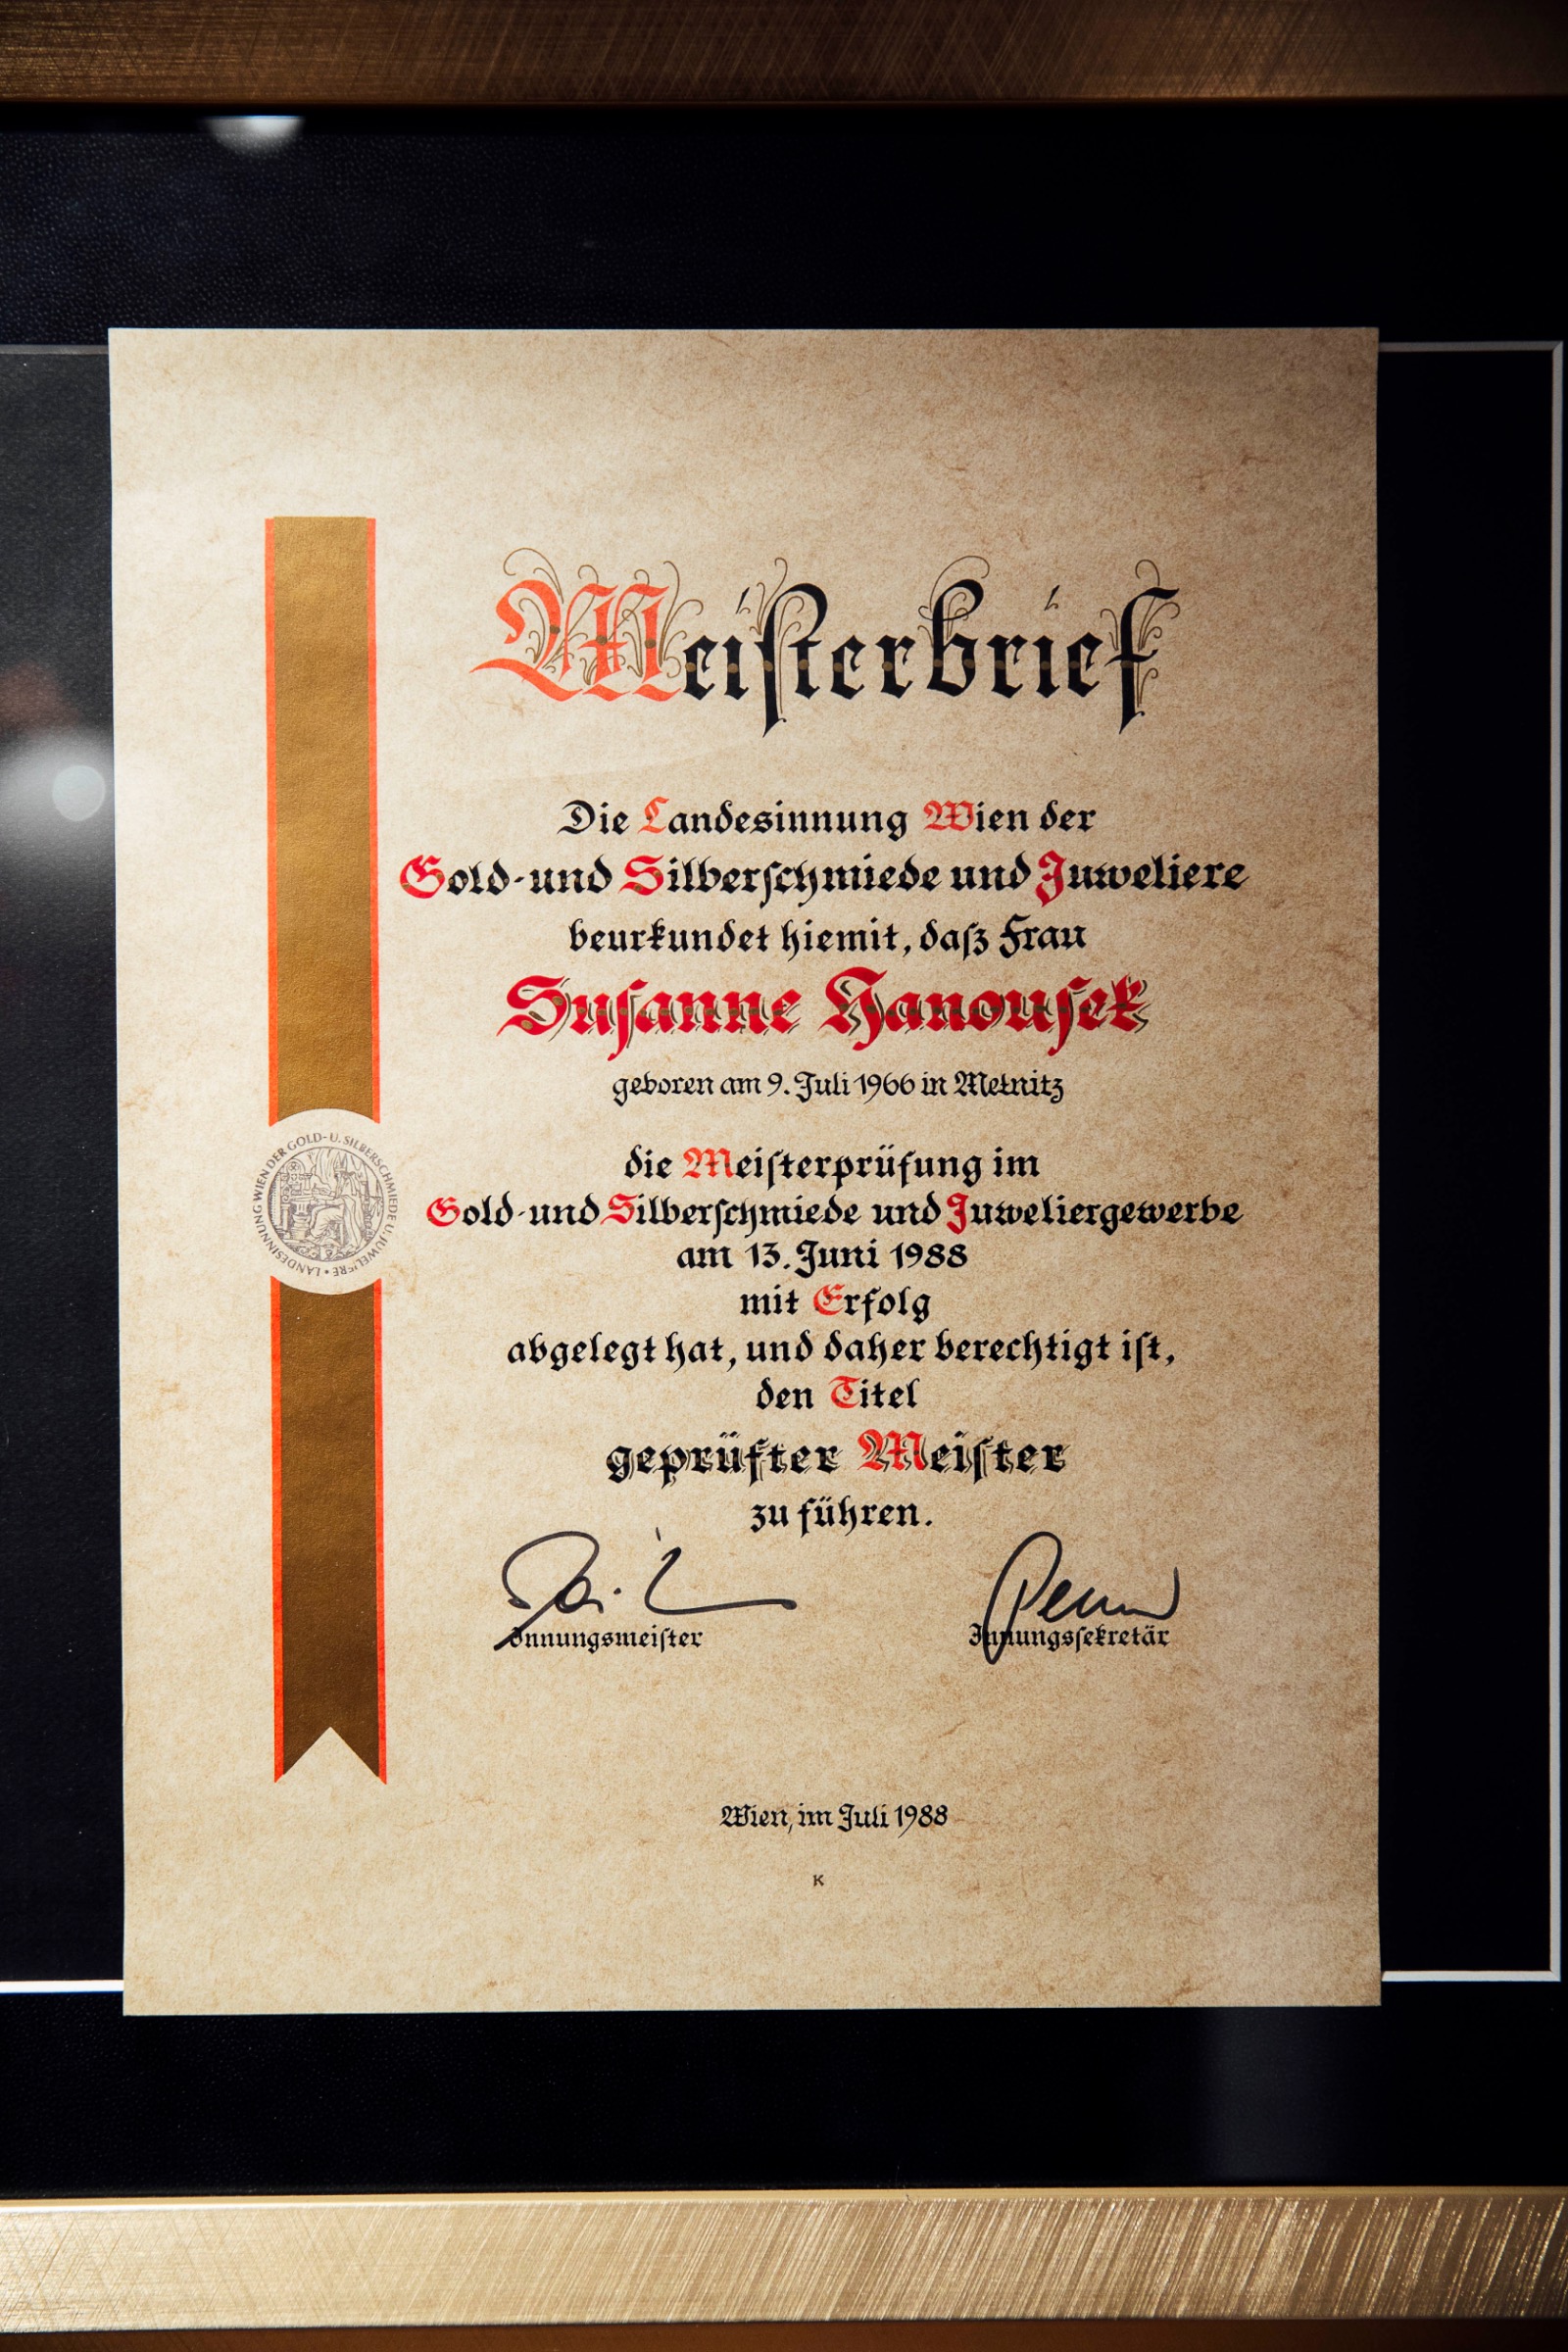 Meiſterbrief
Die Landesinnung Wien der
Gold-und Silberſchmiede und Juweliere
beurkundet hiemit, daſz Frau
Suſanne Hanouſek
geboren am 9. Juli 1966 in Metnitz
die Meiſterprüfung im
Gold-und Silberſchmiede und Juweliergewerbe
am 13. Juni 1988
mit Erfolg
abgelegt hat, und daher berechtigt iſt,
den Titel
geprüfter Meiſter
zu führen.
Innungsmeiſter
Innungsſekretär
Wien, im Juli 1988
K
LANDESINNUNG WIEN DER GOLD- U. SILBERSCHMIEDE U. JUWELIERE •